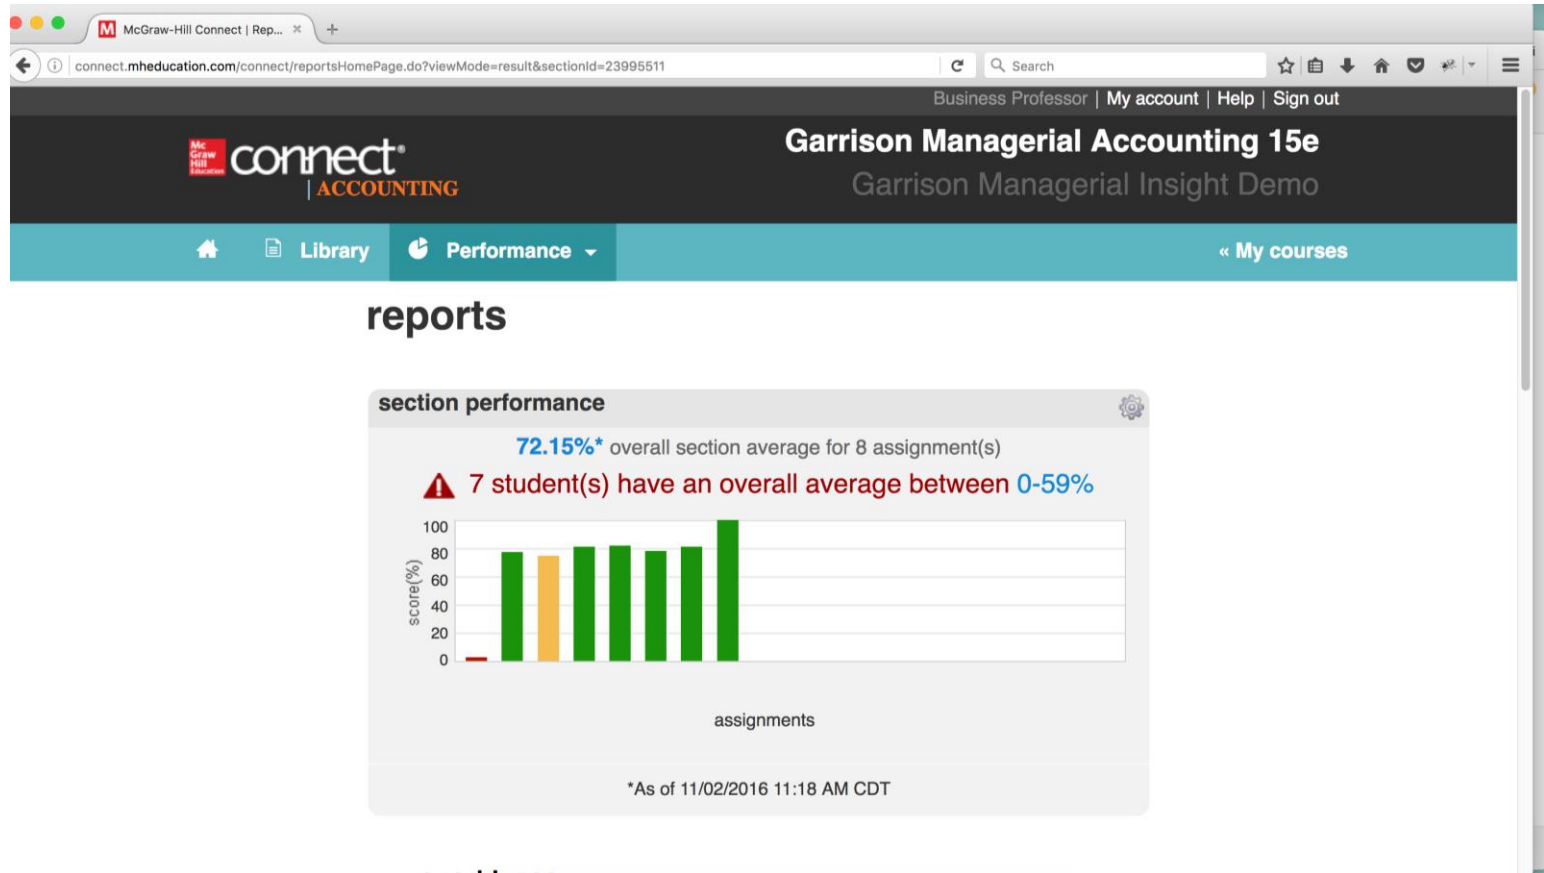 McGraw-Hill Connect | Rep... × +
connect.mheducation.com/connect/reportsHomePage.do?viewMode=result&sectionId=23995511
Search
Business Professor | My account | Help | Sign out
Mc Graw Hill Education
connect®
| ACCOUNTING
Garrison Managerial Accounting 15e
Garrison Managerial Insight Demo
Library
Performance
« My courses
reports
section performance
72.15%* overall section average for 8 assignment(s)
7 student(s) have an overall average between 0-59%
100
80
60
40
20
0
score(%)
assignments
*As of 11/02/2016 11:18 AM CDT